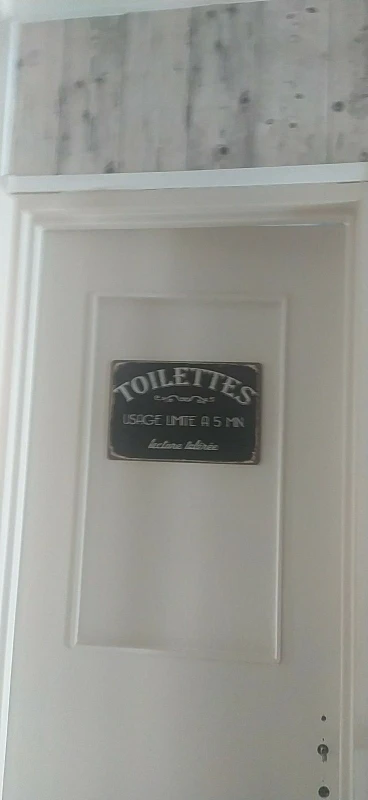 TOILETTES
USAGE LIMITE A 5 MN
lecture tolérée